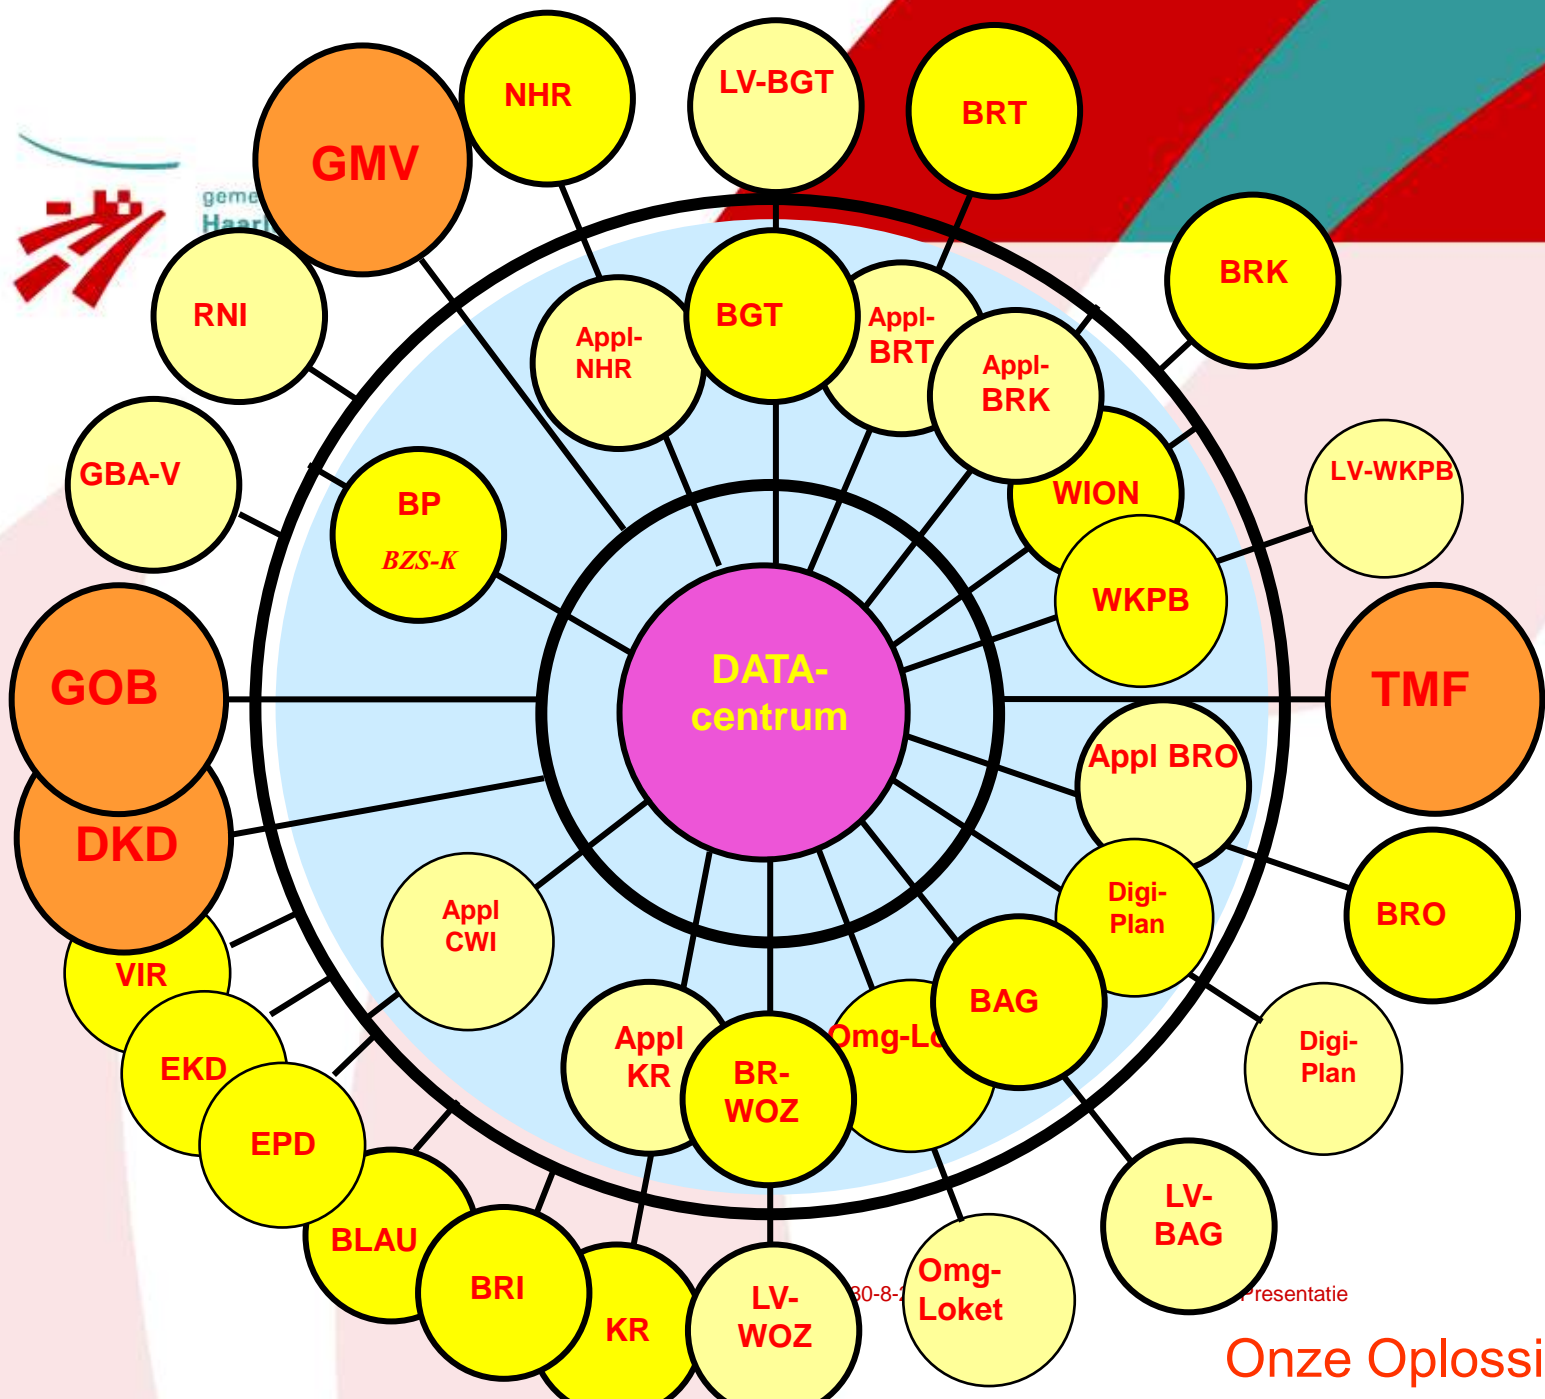 NHR
LV-BGT
BRT
GMV
BRK
RNI
BGT
Appl-
NHR
Appl-
BRT
Appl-
BRK
GBA-V
BP
BZS-K
WION
LV-WKPB
WKPB
GOB
DATA-
centrum
TMF
Appl BRO
DKD
Appl
CWI
Digi-
Plan
BRO
VIR
BAG
EKD
Appl
KR
BR-
WOZ
Digi-
Plan
EPD
BLAU
LV-
BAG
BRI
KR
LV-
WOZ
Omg-
Loket
Onze